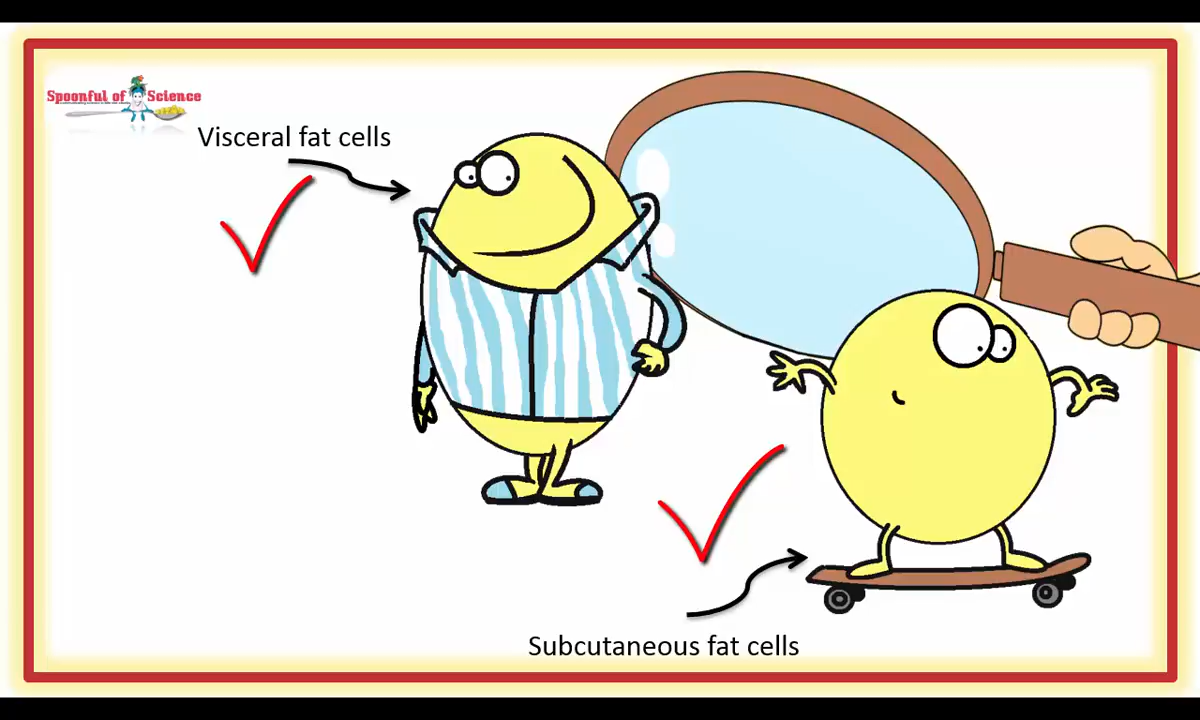 Spoonful of Science
Visceral fat cells
Subcutaneous fat cells